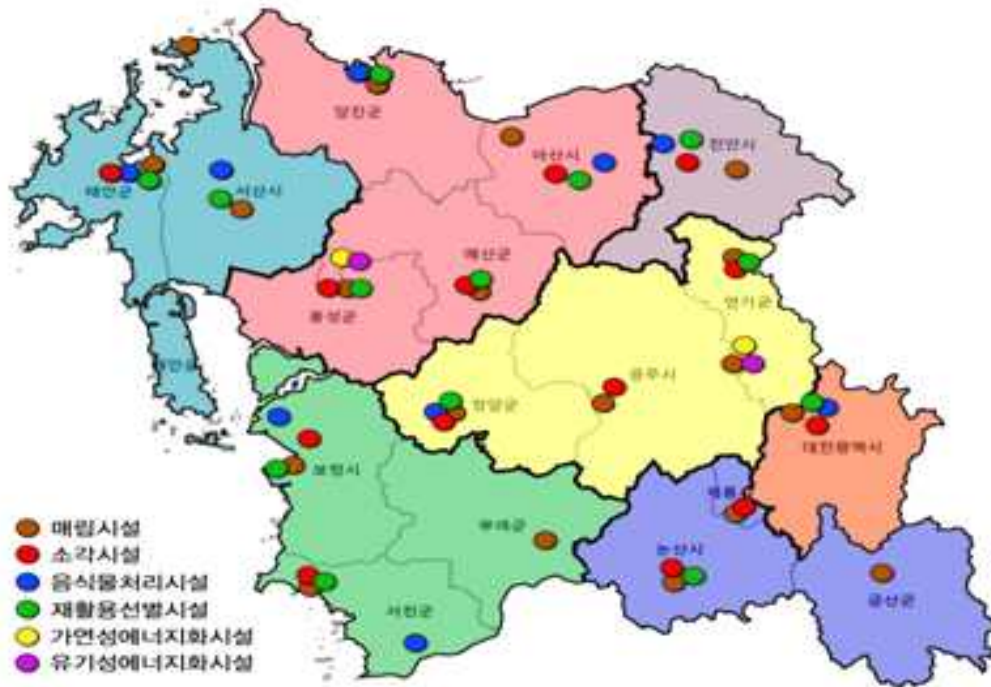 당진군
아산시
천안시
태안군
서산시
예산군
홍성군
연기군
공주시
청양군
태안군
대전광역시
보령시
계룡
부여군
논산시
금산군
서천군
매립시설
소각시설
음식물처리시설
재활용선별시설
가연성에너지화시설
유기성에너지화시설